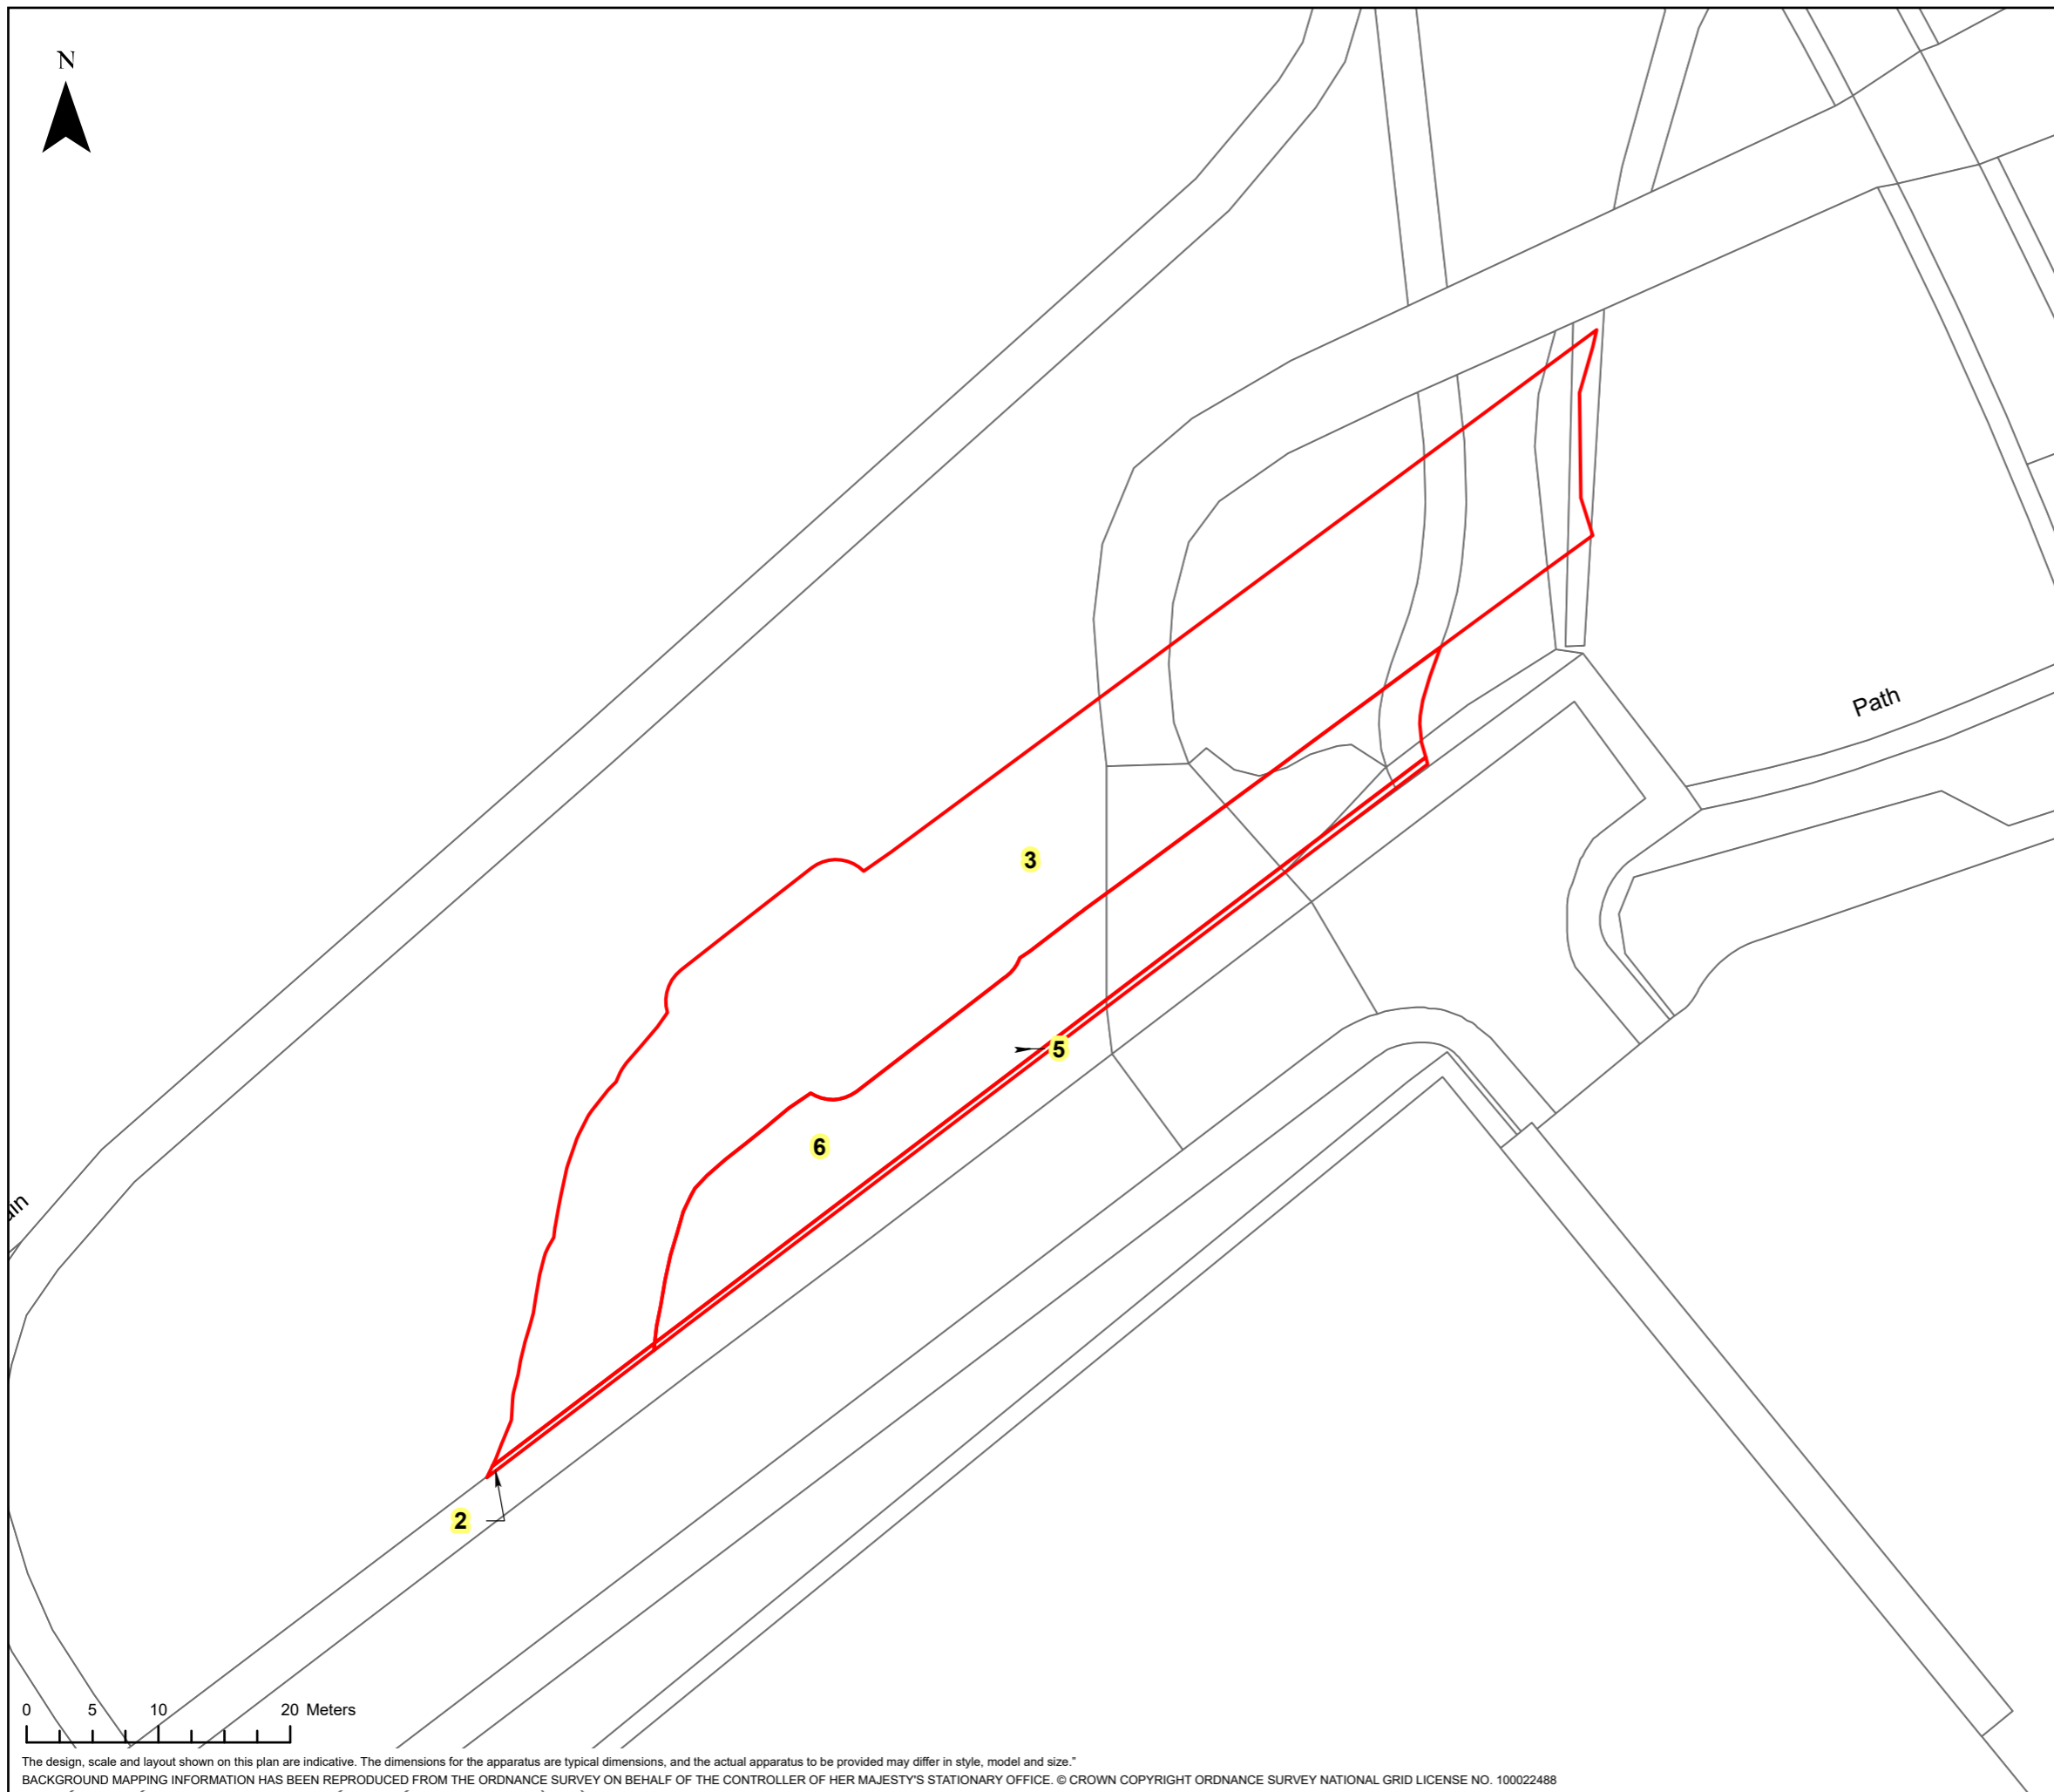 N
Path
3
5
6
2
0 5 10 20 Meters
The design, scale and layout shown on this plan are indicative. The dimensions for the apparatus are typical dimensions, and the actual apparatus to be provided may differ in style, model and size."
BACKGROUND MAPPING INFORMATION HAS BEEN REPRODUCED FROM THE ORDNANCE SURVEY ON BEHALF OF THE CONTROLLER OF HER MAJESTY'S STATIONARY OFFICE. © CROWN COPYRIGHT ORDNANCE SURVEY NATIONAL GRID LICENSE NO. 100022488